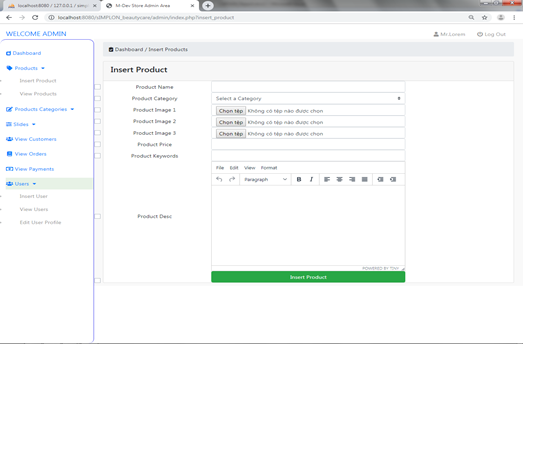 localhost:8080 / 127.0.0.1 / simpl
M-Dev Store Admin Area
localhost:8080/SIMPLON_beautycare/admin/index.php?insert_product
WELCOME ADMIN
Mr.Lorem
Log Out
Dashboard
Products
Insert Product
View Products
Products Categories
Slides
View Customers
View Orders
View Payments
Users
Insert User
View Users
Edit User Profile
Dashboard / Insert Products
Insert Product
Product Name
Product Category Select a Category
Product Image 1 Chọn tệp Không có tệp nào được chọn
Product Image 2 Chọn tệp Không có tệp nào được chọn
Product Image 3 Chọn tệp Không có tệp nào được chọn
Product Price
Product Keywords
File Edit View Format
Paragraph B I
Product Desc
POWERED BY TINY
Insert Product